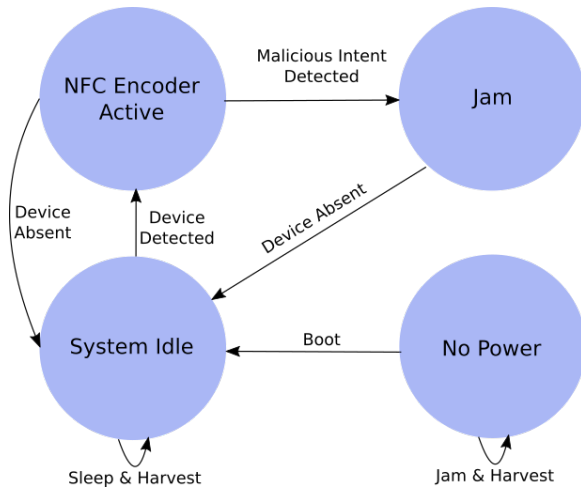 NFC Encoder
Active
Malicious Intent
Detected
Jam
Device
Absent
Device
Detected
Device Absent
System Idle
Boot
No Power
Sleep & Harvest
Jam & Harvest